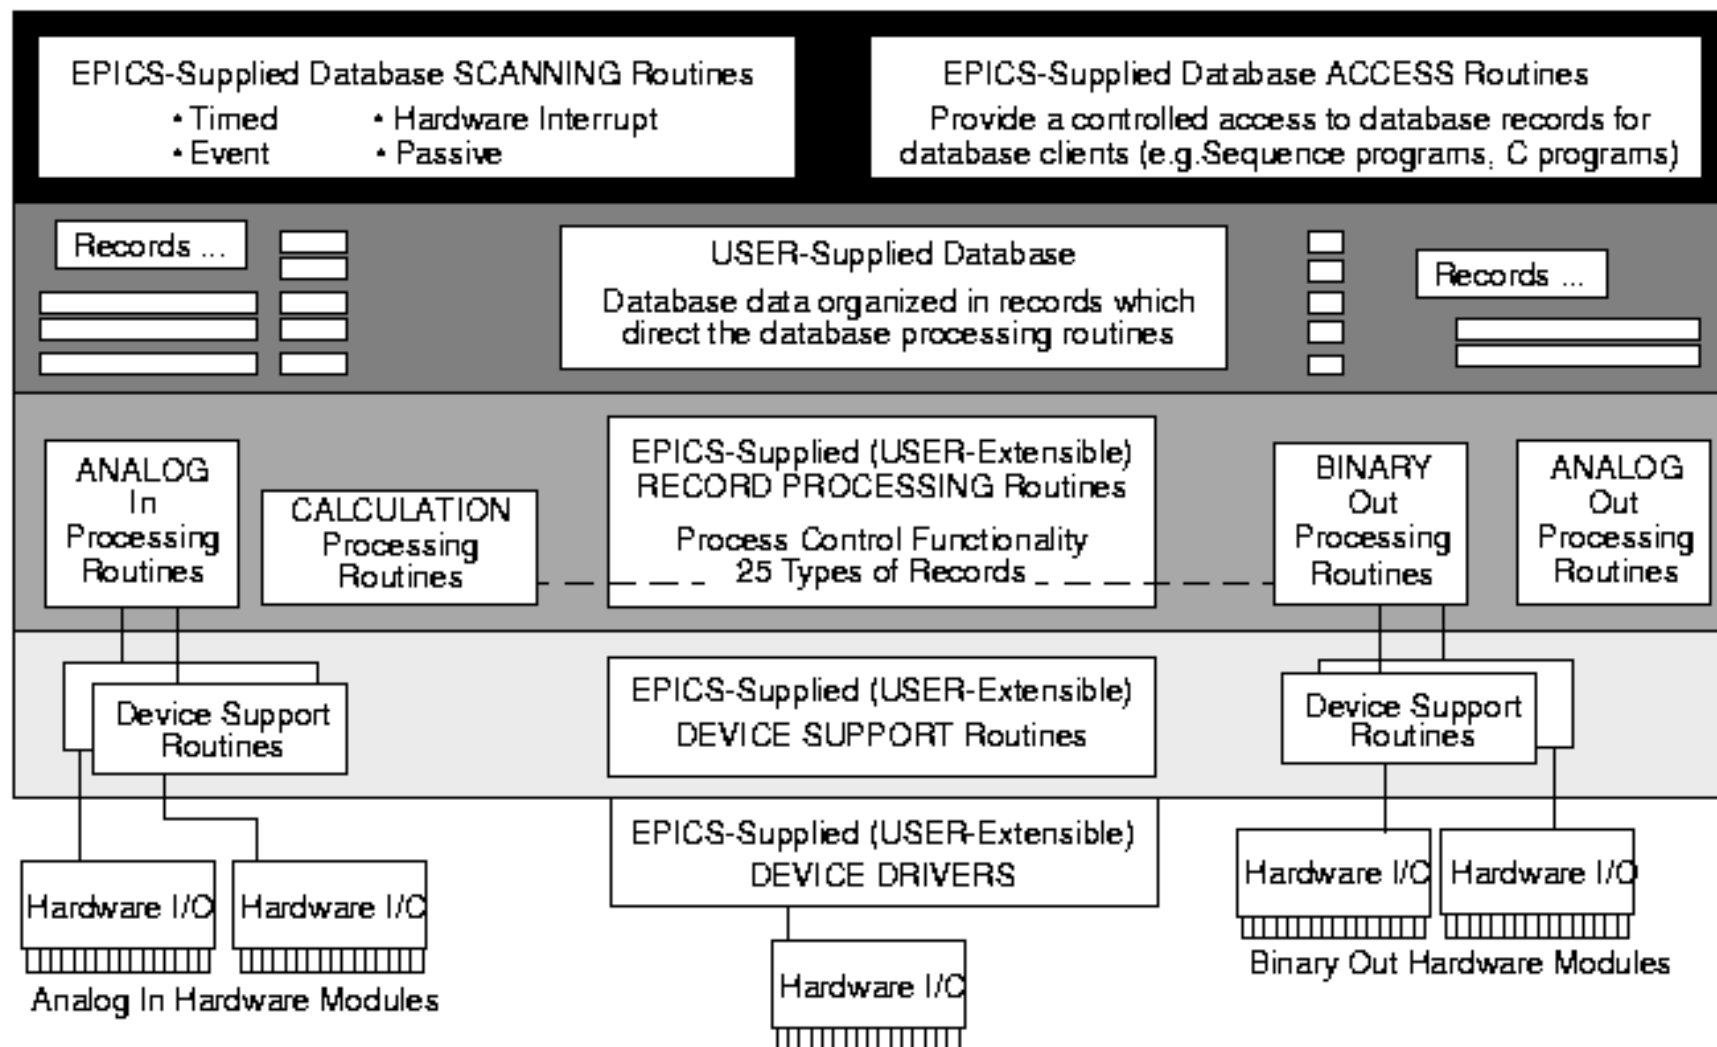 EPICS-Supplied Database SCANNING Routines
• Timed • Hardware Interrupt
• Event • Passive
EPICS-Supplied Database ACCESS Routines
Provide a controlled access to database records for
database clients (e.g.Sequence programs, C programs)
Records ...
USER-Supplied Database
Database data organized in records which
direct the database processing routines
Records ...
ANALOG
In
Processing
Routines
CALCULATION
Processing
Routines
EPICS-Supplied (USER-Extensible)
RECORD PROCESSING Routines
Process Control Functionality
25 Types of Records
BINARY
Out
Processing
Routines
ANALOG
Out
Processing
Routines
Device Support
Routines
EPICS-Supplied (USER-Extensible)
DEVICE SUPPORT Routines
Device Support
Routines
EPICS-Supplied (USER-Extensible)
DEVICE DRIVERS
Hardware I/O
Hardware I/O
Analog In Hardware Modules
Hardware I/O
Hardware I/O
Hardware I/O
Binary Out Hardware Modules